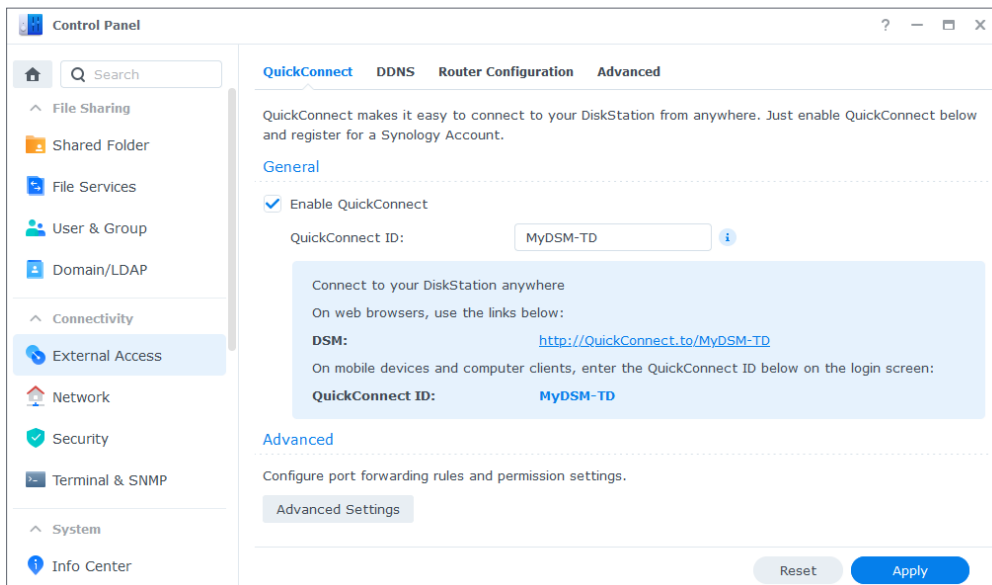 Control Panel
?
Search
QuickConnect DDNS Router Configuration Advanced
File Sharing
Shared Folder
File Services
User & Group
Domain/LDAP
Connectivity
External Access
Network
Security
Terminal & SNMP
System
Info Center
QuickConnect makes it easy to connect to your DiskStation from anywhere. Just enable QuickConnect below
and register for a Synology Account.
General
Enable QuickConnect
QuickConnect ID: MyDSM-TD i
Connect to your DiskStation anywhere
On web browsers, use the links below:
DSM: http://QuickConnect.to/MyDSM-TD
On mobile devices and computer clients, enter the QuickConnect ID below on the login screen:
QuickConnect ID: MyDSM-TD
Advanced
Configure port forwarding rules and permission settings.
Advanced Settings
Reset Apply